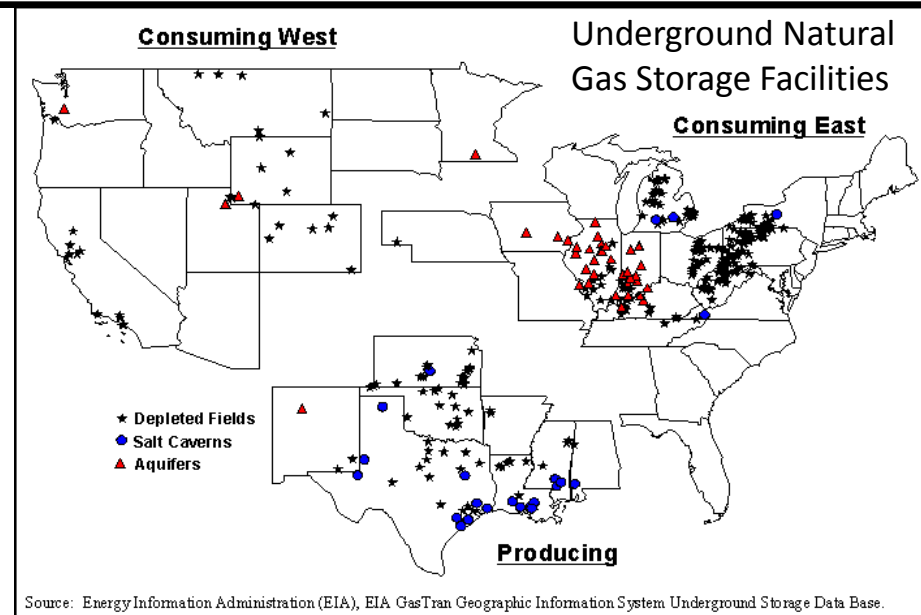 Underground Natural
Gas Storage Facilities
Consuming West
Consuming East
Depleted Fields
Salt Caverns
Aquifers
Producing
Source: Energy Information Administration (EIA), EIA GasTran Geographic Information System Underground Storage Data Base.